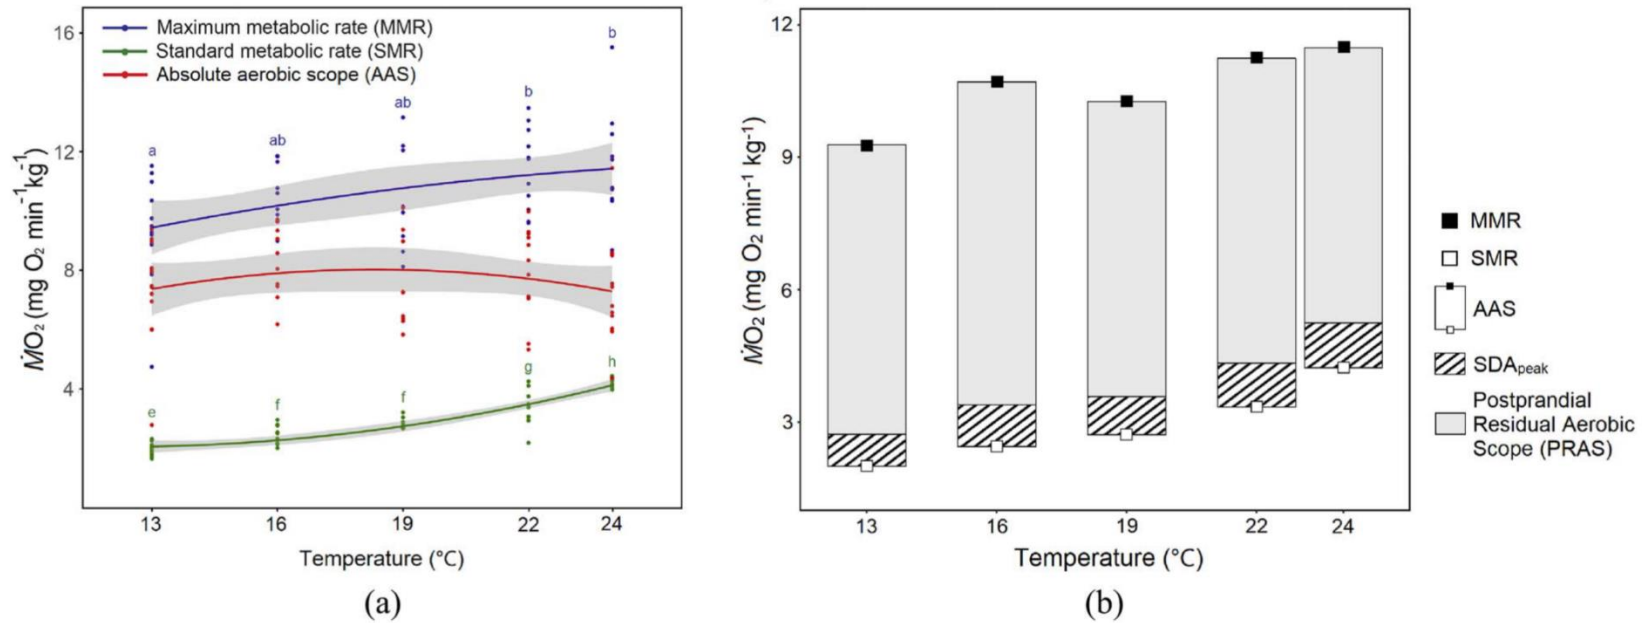 16
12
8
4
ṀO₂ (mg O₂ min⁻¹kg⁻¹)
Maximum metabolic rate (MMR)
Standard metabolic rate (SMR)
Absolute aerobic scope (AAS)
a
ab
ab
b
b
e
f
f
g
h
13 16 19 22 24
Temperature (°C)
(a)
12
9
6
3
ṀO₂ (mg O₂ min⁻¹ kg⁻¹)
13 16 19 22 24
Temperature (°C)
(b)
MMR
SMR
AAS
SDApeak
Postprandial
Residual Aerobic
Scope (PRAS)